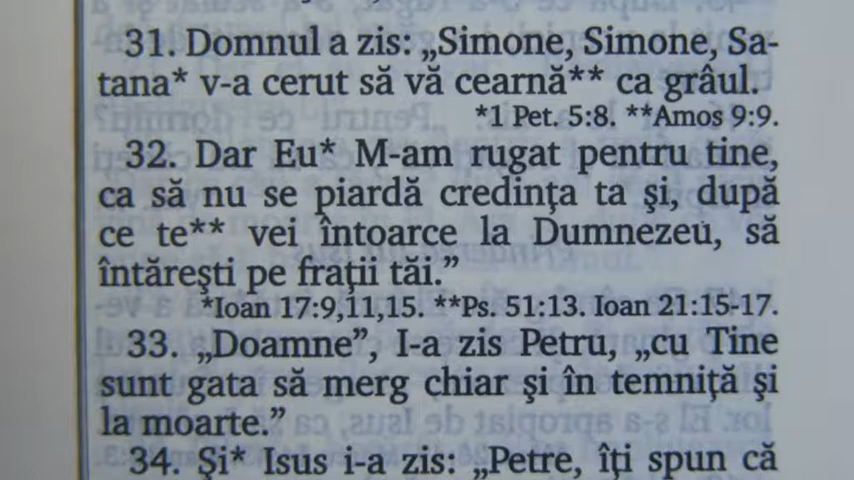 31. Domnul a zis: „Simone, Simone, Sa-
tana* v-a cerut să vă cearnă** ca grâul.
*1 Pet. 5:8. **Amos 9:9.
32. Dar Eu* M-am rugat pentru tine,
ca să nu se piardă credinţa ta şi, după
ce te** vei întoarce la Dumnezeu, să
întăreşti pe fraţii tăi.”
*Ioan 17:9,11,15. **Ps. 51:13. Ioan 21:15-17.
33. „Doamne”, I-a zis Petru, „cu Tine
sunt gata să merg chiar şi în temniţă şi
la moarte.”
34. Şi* Isus i-a zis: „Petre, îţi spun că